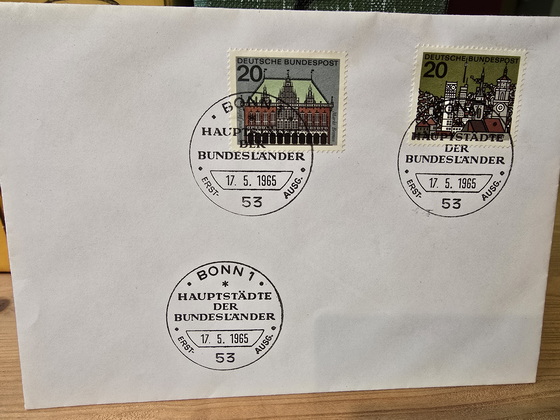 DEUTSCHE BUNDESPOST
20
BONN
HAUPTSTÄDTE
DER
BUNDESLÄNDER
17. 5. 1965
ERST-
AUSG.
53
DEUTSCHE BUNDESPOST
20
BONN
HAUPTSTÄDTE
DER
BUNDESLÄNDER
17. 5. 1965
ERST-
AUSG.
53
BONN 1
*
HAUPTSTÄDTE
DER
BUNDESLÄNDER
17. 5. 1965
ERST-
AUSG.
53